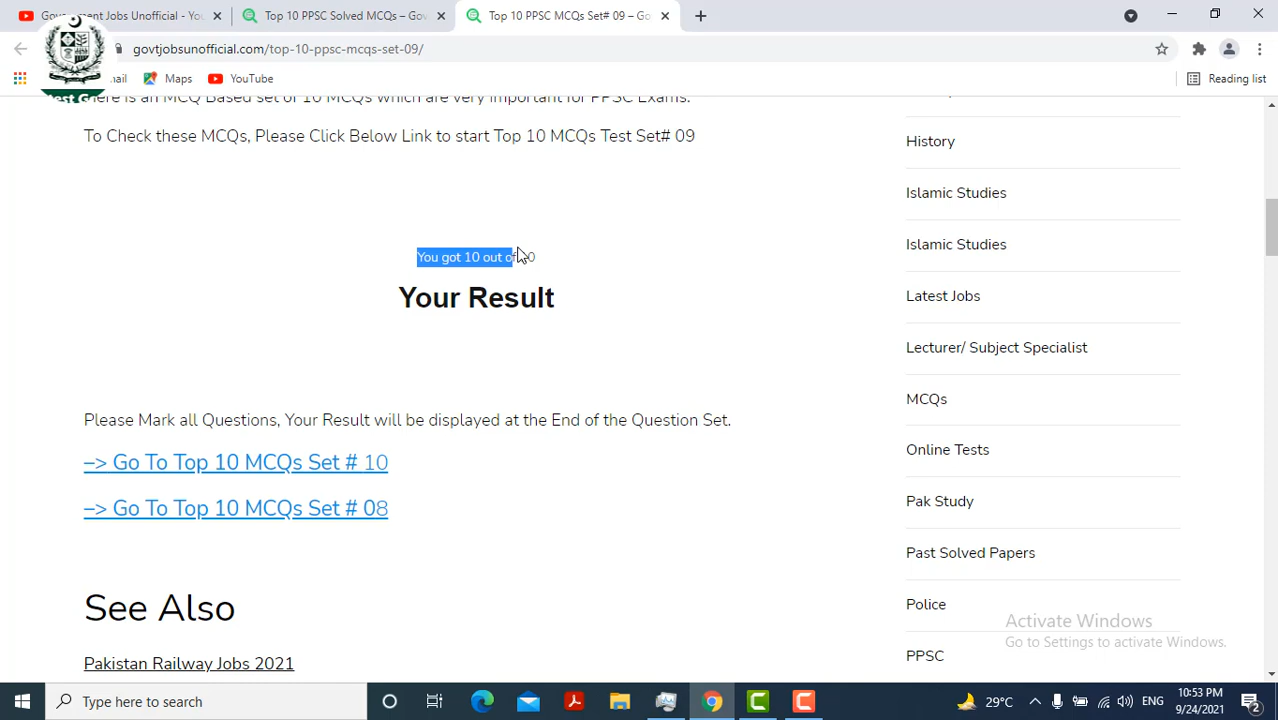 Government Jobs Unofficial - You
Top 10 PPSC Solved MCQs – Gov
Top 10 PPSC MCQs Set# 09 – Go
govtjobsunofficial.com/top-10-ppsc-mcqs-set-09/
Maps
YouTube
Reading list
is an MCQ Based set of 10 MCQs which are very important for PPSC Exams.
To Check these MCQs, Please Click Below Link to start Top 10 MCQs Test Set# 09
You got 10 out of
Your Result
Please Mark all Questions, Your Result will be displayed at the End of the Question Set.
–> Go To Top 10 MCQs Set # 10
–> Go To Top 10 MCQs Set # 08
See Also
Pakistan Railway Jobs 2021
History
Islamic Studies
Islamic Studies
Latest Jobs
Lecturer/ Subject Specialist
MCQs
Online Tests
Pak Study
Past Solved Papers
Police
PPSC
Activate Windows
Go to Settings to activate Windows.
Type here to search
29°C
ENG
10:53 PM
9/24/2021
2